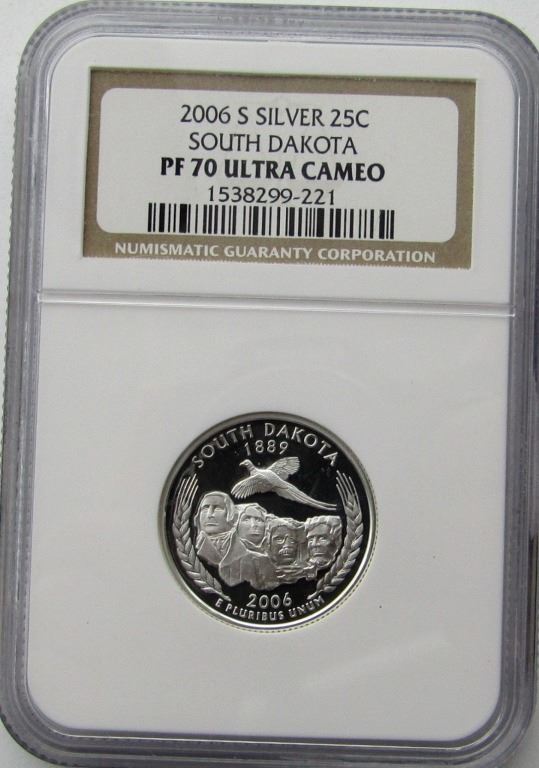 2006 S SILVER 25C
SOUTH DAKOTA
PF 70 ULTRA CAMEO
1538299-221
NUMISMATIC GUARANTY CORPORATION
SOUTH DAKOTA
1889
2006
E PLURIBUS UNUM